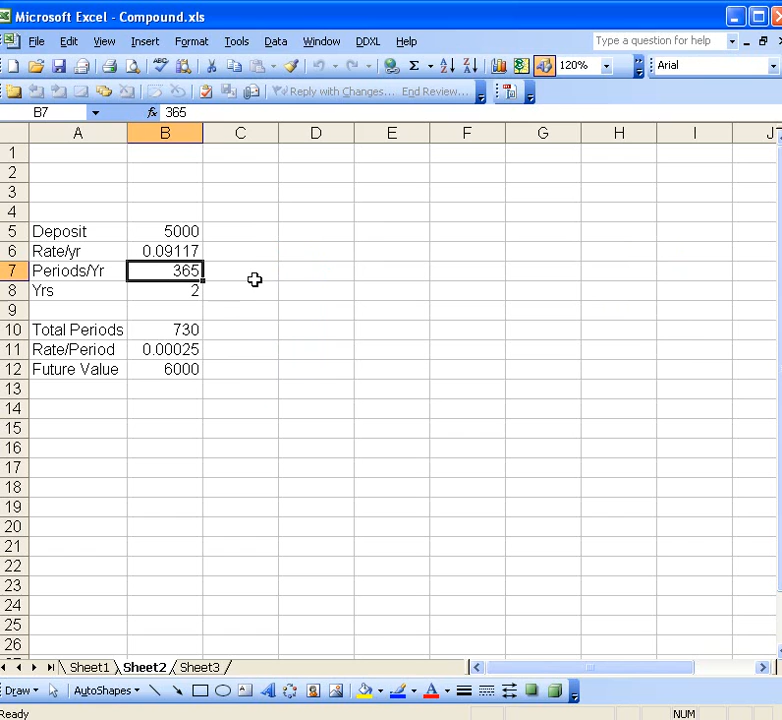 Microsoft Excel - Compound.xls
File Edit View Insert Format Tools Data Window DDXL Help Type a question for help
ABC Σ A Z Z A 120% Arial
Reply with Changes... End Review...
B7 fx 365
A B C D E F G H I J
1
2
3
4
5 Deposit 5000
6 Rate/yr 0.09117
7 Periods/Yr 365
8 Yrs 2
9
10 Total Periods 730
11 Rate/Period 0.00025
12 Future Value 6000
13
14
15
16
17
18
19
20
21
22
23
24
25
26
Sheet1 Sheet2 Sheet3
Draw AutoShapes A A
Ready NUM